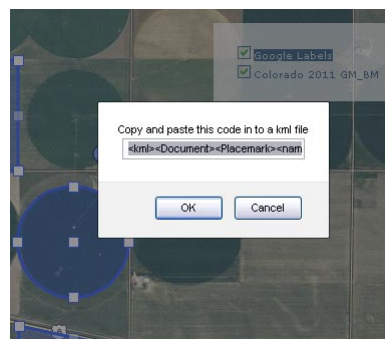 Google Labels
Colorado 2011 GM_BM
Copy and paste this code in to a kml file
<kml><Document><Placemark><nam
OK
Cancel
6